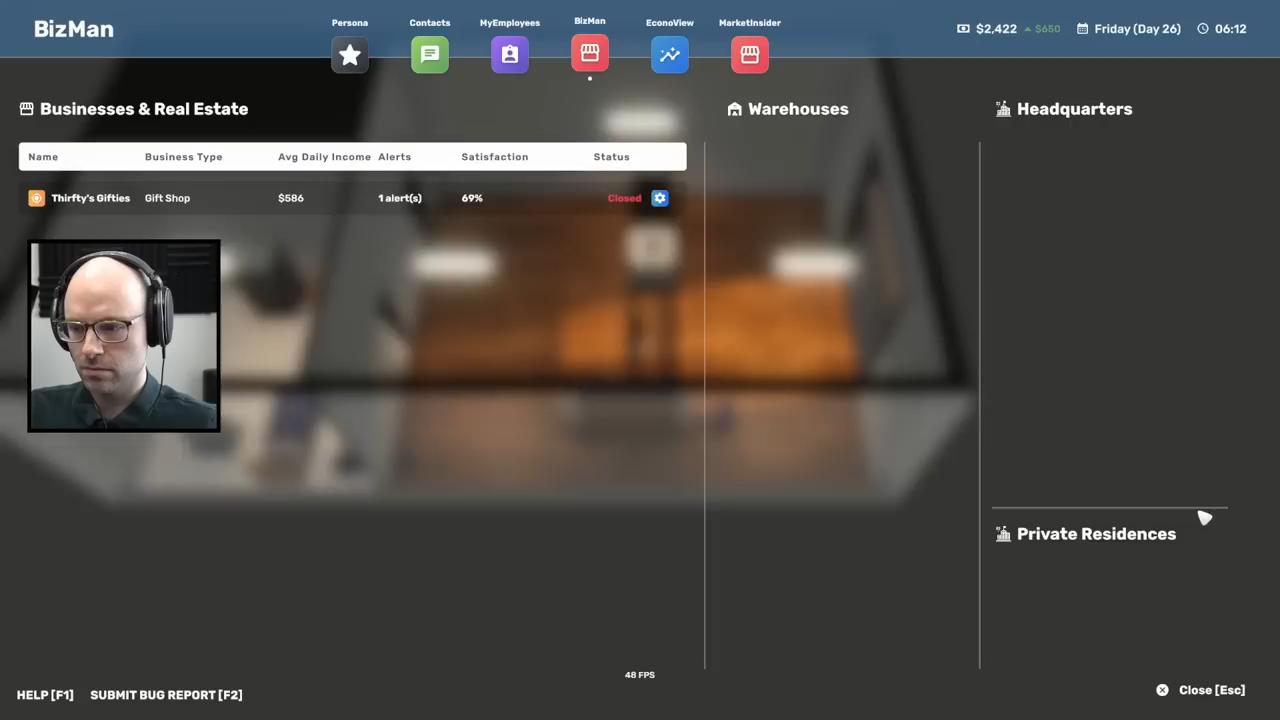 BizMan
Persona
Contacts
MyEmployees
BizMan
EconoView
MarketInsider
$2,422 $650
Friday (Day 26)
06:12
Businesses & Real Estate
Warehouses
Headquarters
Name Business Type Avg Daily Income Alerts Satisfaction Status
Thirfty's Gifties Gift Shop $586 1 alert(s) 69% Closed
Private Residences
48 FPS
HELP [F1] SUBMIT BUG REPORT [F2]
Close [Esc]